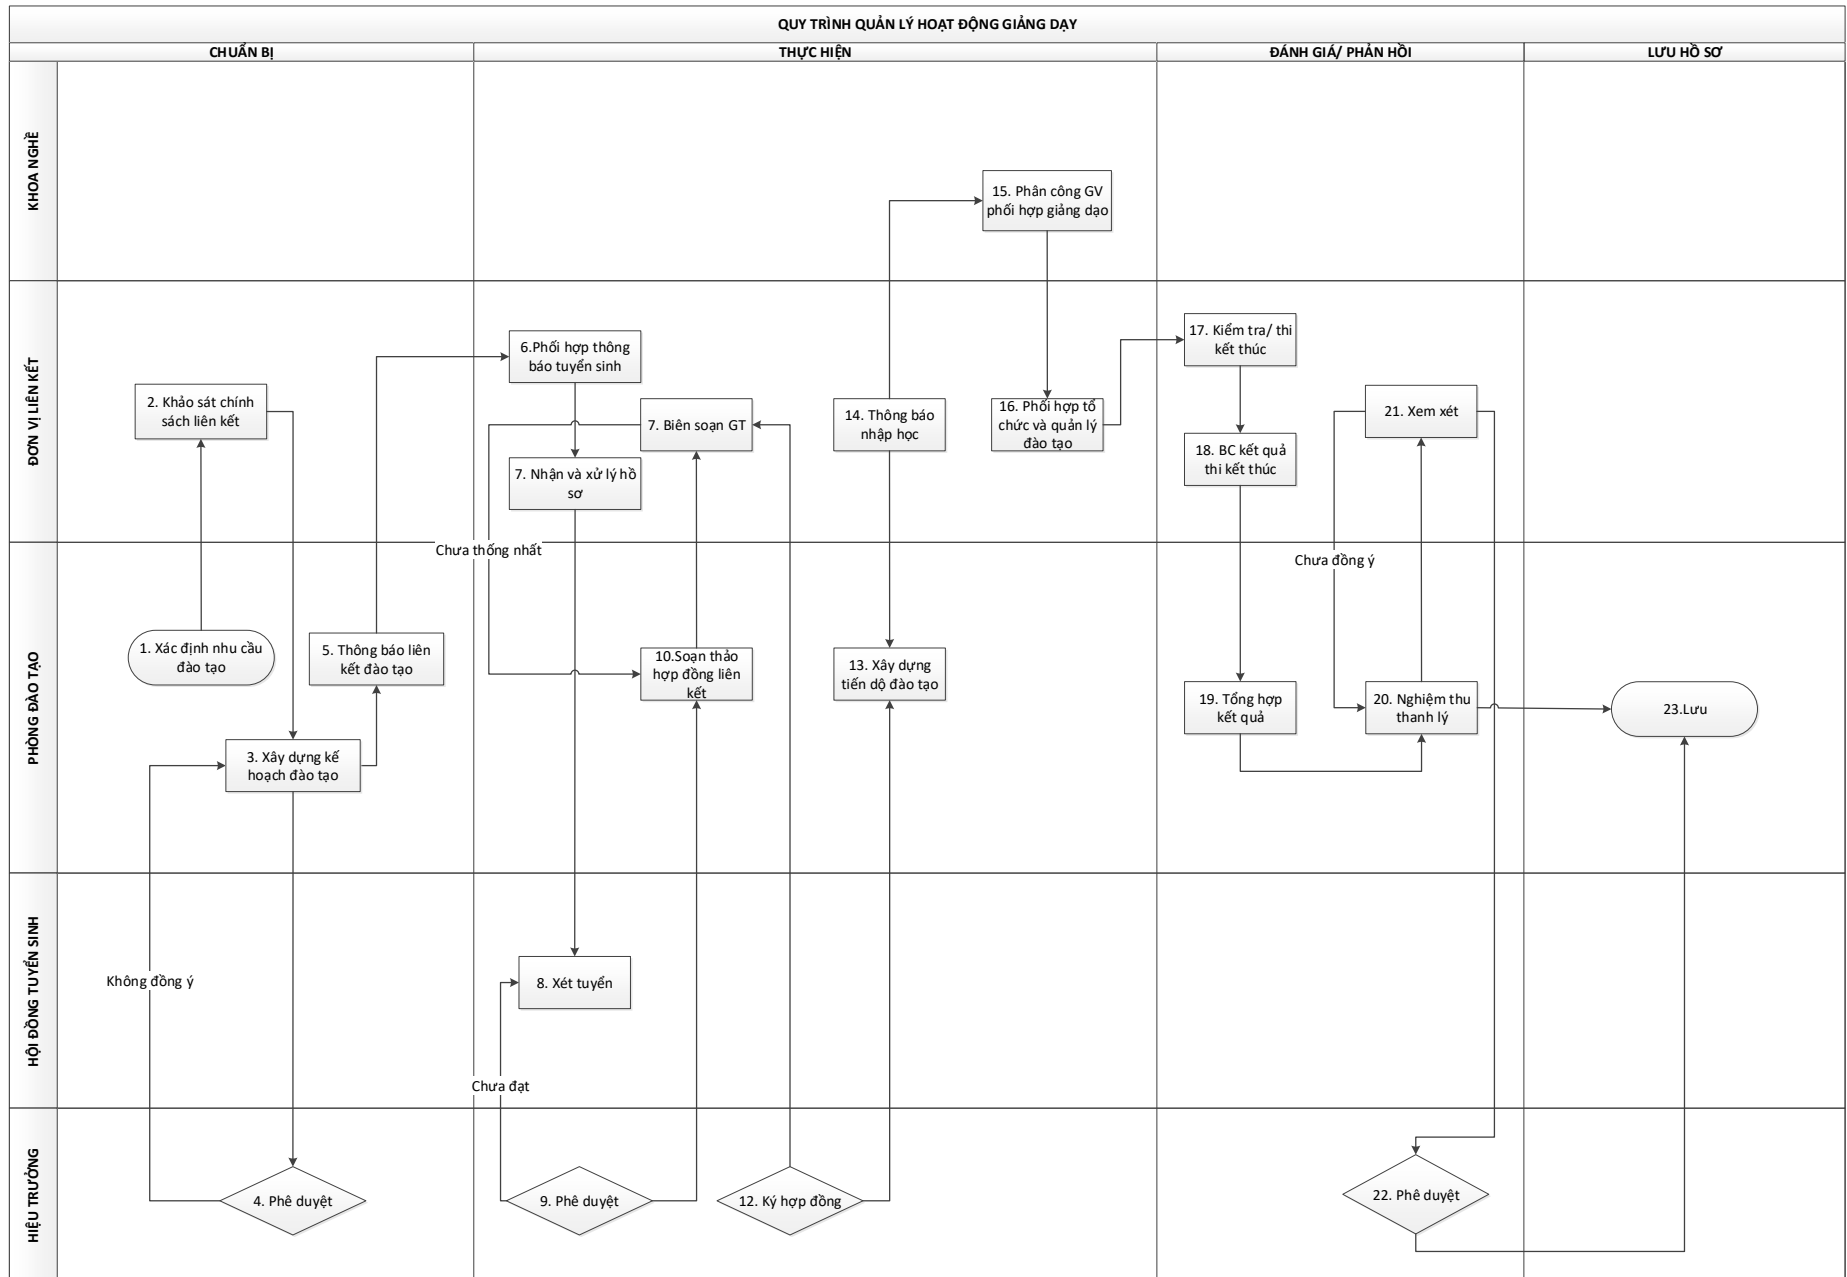 QUY TRÌNH QUẢN LÝ HOẠT ĐỘNG GIẢNG DẠY
CHUẨN BỊ
THỰC HIỆN
ĐÁNH GIÁ/ PHẢN HỒI
LƯU HỒ SƠ
KHOA NGHỀ
15. Phân công GV
phối hợp giảng dạo
ĐƠN VỊ LIÊN KẾT
2. Khảo sát chính
sách liên kết
6.Phối hợp thông
báo tuyển sinh
7. Biên soạn GT
7. Nhận và xử lý hồ
sơ
14. Thông báo
nhập học
16. Phối hợp tổ
chức và quản lý
đào tạo
17. Kiểm tra/ thi
kết thúc
18. BC kết quả
thi kết thúc
21. Xem xét
Chưa thống nhất
Chưa đồng ý
PHÒNG ĐÀO TẠO
1. Xác định nhu cầu
đào tạo
5. Thông báo liên
kết đào tạo
3. Xây dựng kế
hoạch đào tạo
10.Soạn thảo
hợp đồng liên
kết
13. Xây dựng
tiến dộ đào tạo
19. Tổng hợp
kết quả
20. Nghiệm thu
thanh lý
23.Lưu
HỘI ĐỒNG TUYỂN SINH
Không đồng ý
8. Xét tuyển
Chưa đạt
HIỆU TRƯỞNG
4. Phê duyệt
9. Phê duyệt
12. Ký hợp đồng
22. Phê duyệt